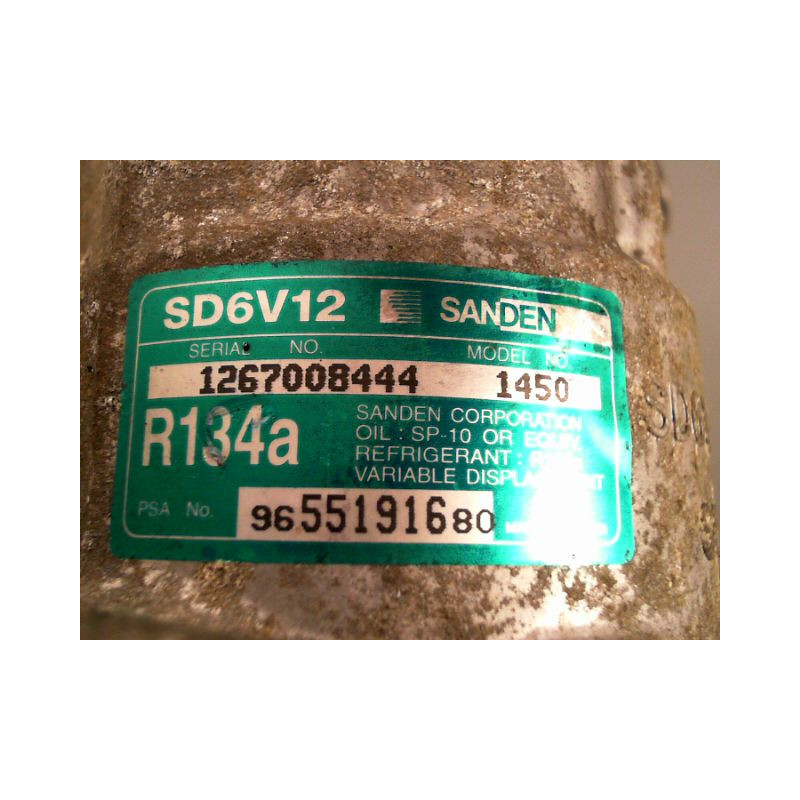 SD6V12 SANDEN
SERIAL NO. MODEL NO
1267008444 1450
R134a
SANDEN CORPORATION
OIL : SP-10 OR EQUIV.
REFRIGERANT :
VARIABLE DISPLACEMENT
PSA No. 9655191680